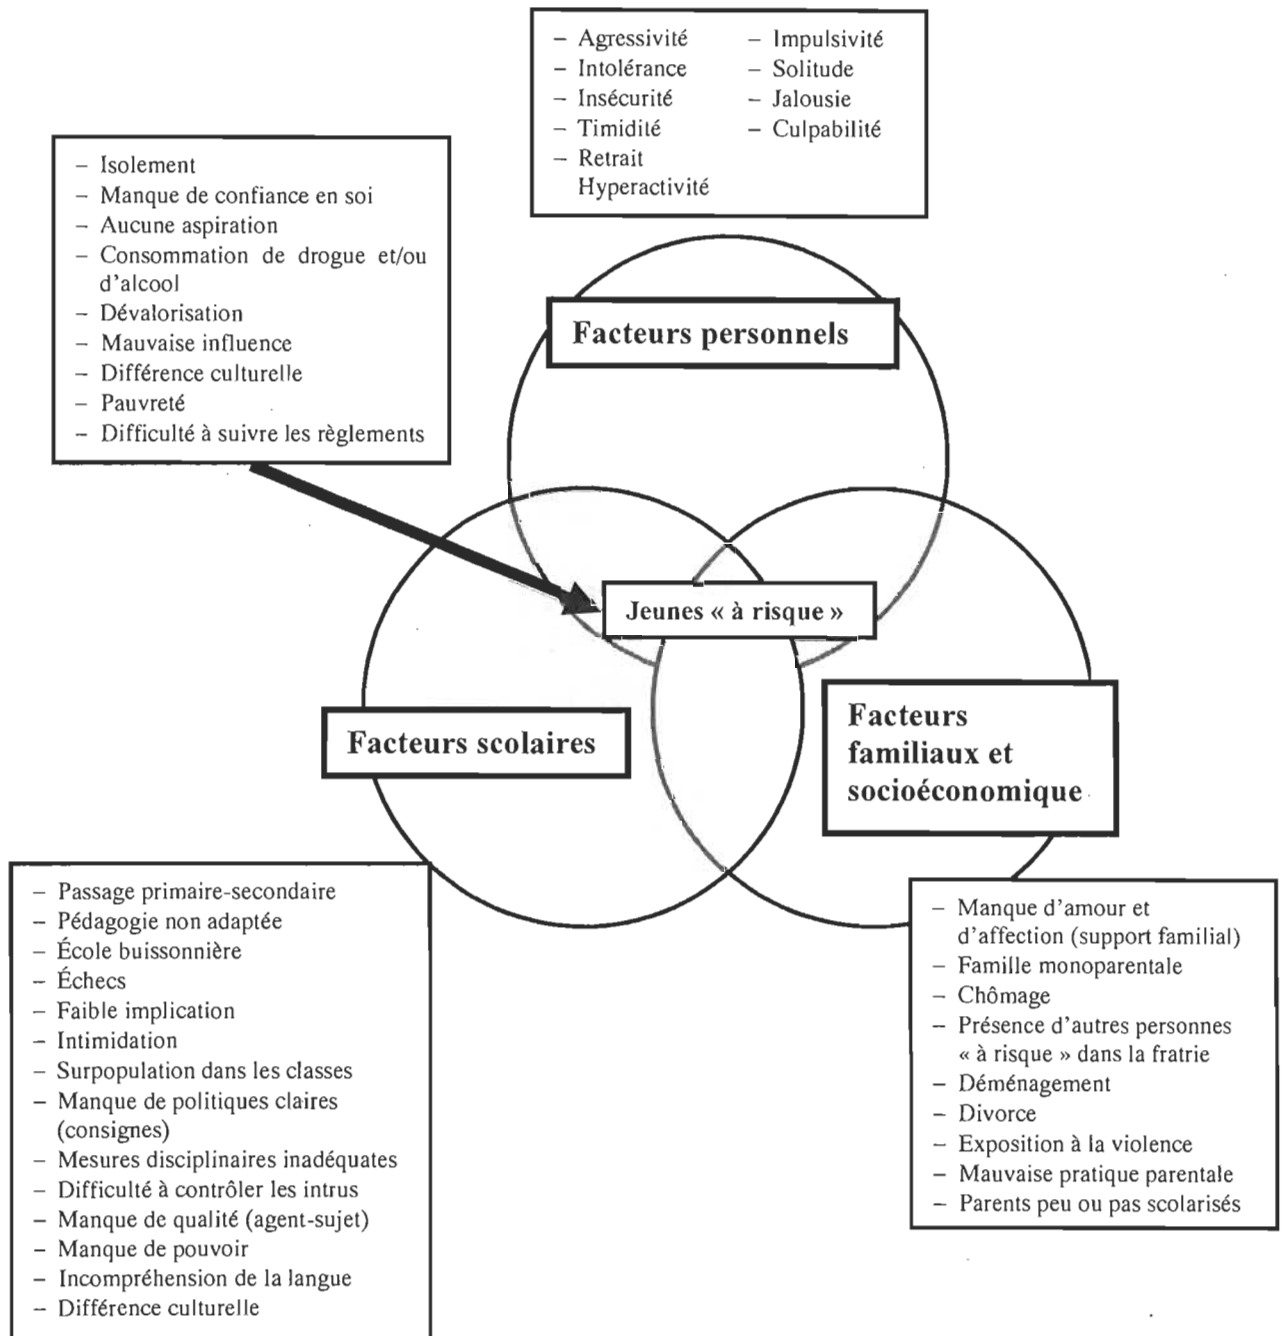 – Agressivité
– Intolérance
– Insécurité
– Timidité
– Retrait
Hyperactivité
– Impulsivité
– Solitude
– Jalousie
– Culpabilité
– Isolement
– Manque de confiance en soi
– Aucune aspiration
– Consommation de drogue et/ou
d’alcool
– Dévalorisation
– Mauvaise influence
– Différence culturelle
– Pauvreté
– Difficulté à suivre les règlements
Facteurs personnels
Jeunes « à risque »
Facteurs scolaires
Facteurs
familiaux et
socioéconomique
– Passage primaire-secondaire
– Pédagogie non adaptée
– École buissonnière
– Échecs
– Faible implication
– Intimidation
– Surpopulation dans les classes
– Manque de politiques claires
(consignes)
– Mesures disciplinaires inadéquates
– Difficulté à contrôler les intrus
– Manque de qualité (agent-sujet)
– Manque de pouvoir
– Incompréhension de la langue
– Différence culturelle
– Manque d’amour et
d’affection (support familial)
– Famille monoparentale
– Chômage
– Présence d’autres personnes
« à risque » dans la fratrie
– Déménagement
– Divorce
– Exposition à la violence
– Mauvaise pratique parentale
– Parents peu ou pas scolarisés